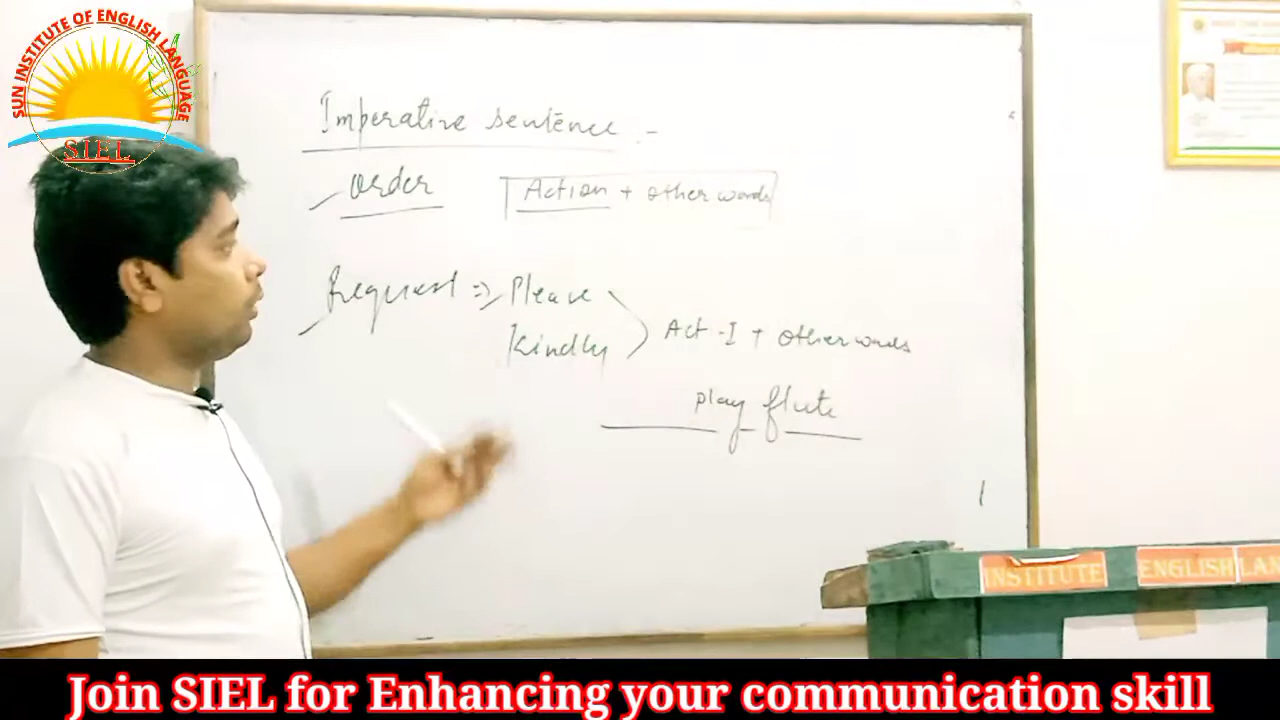 SUN INSTITUTE OF ENGLISH LANGUAGE
SIEL
Imperative sentence -
order Action + other words
Request => Please
Kindly Act -I + other words
play flute
INSTITUTE ENGLISH LAN
Join SIEL for Enhancing your communication skill